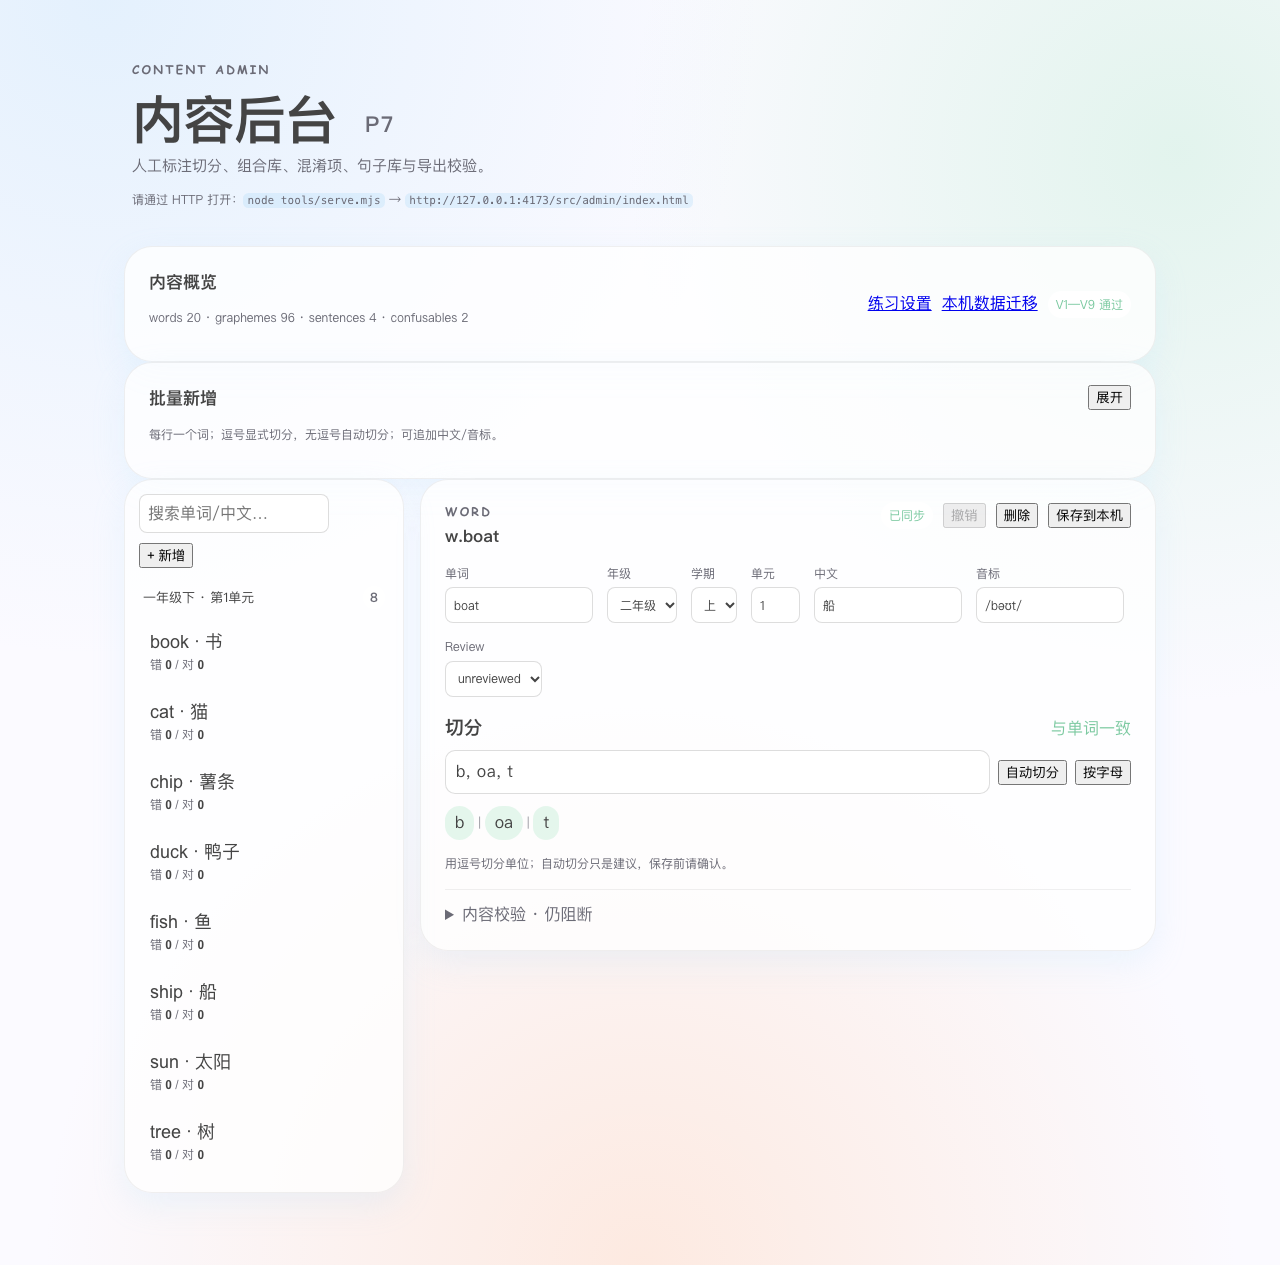 CONTENT ADMIN
内容后台 P7
人工标注切分、组合库、混淆项、句子库与导出校验。
请通过 HTTP 打开： node tools/serve.mjs → http://127.0.0.1:4173/src/admin/index.html
内容概览
words 20 · graphemes 96 · sentences 4 · confusables 2
练习设置 本机数据迁移 V1—V9 通过
批量新增
展开
每行一个词；逗号显式切分，无逗号自动切分；可追加中文/音标。
搜索单词/中文…
+ 新增
一年级下 · 第1单元 8
book · 书
错 0 / 对 0
cat · 猫
错 0 / 对 0
chip · 薯条
错 0 / 对 0
duck · 鸭子
错 0 / 对 0
fish · 鱼
错 0 / 对 0
ship · 船
错 0 / 对 0
sun · 太阳
错 0 / 对 0
tree · 树
错 0 / 对 0
WORD
w.boat
已同步 撤销 删除 保存到本机
单词 年级 学期 单元 中文 音标
boat 二年级 上 1 船 /bəʊt/
Review
unreviewed
切分 与单词一致
b, oa, t 自动切分 按字母
b | oa | t
用逗号切分单位；自动切分只是建议，保存前请确认。
内容校验 · 仍阻断